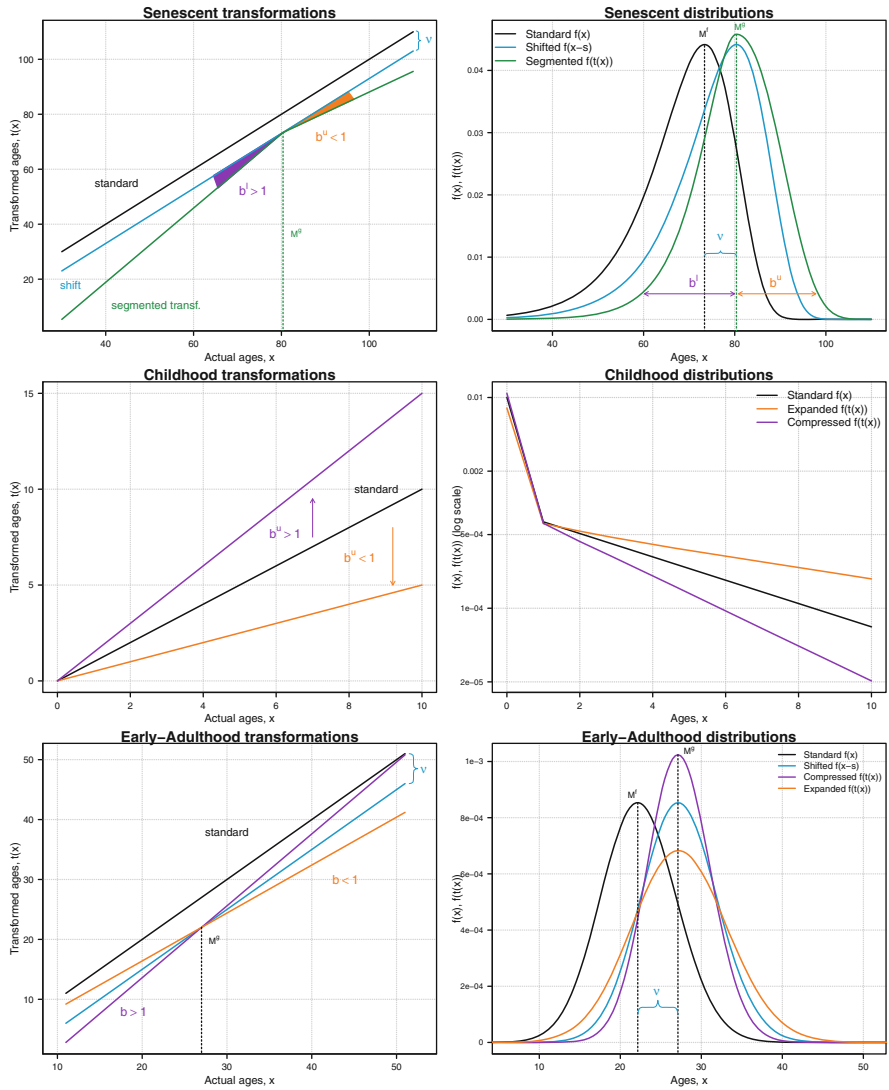 Senescent transformations
Transformed ages, t(x)
100
80
60
40
20
ν
bᵘ < 1
bˡ > 1
standard
Mᵍ
shift
segmented transf.
40
60
80
100
Actual ages, x
Senescent distributions
f(x), f(t(x))
0.04
0.03
0.02
0.01
0.00
Standard f(x)
Shifted f(x−s)
Segmented f(t(x))
Mᶠ
Mᵍ
ν
bˡ
bᵘ
40
60
80
100
Actual ages, x
Childhood transformations
Transformed ages, t(x)
15
10
5
0
standard
bᵘ > 1
bᵘ < 1
0
2
4
6
8
10
Actual ages, x
Childhood distributions
f(x), f(t(x)) (log scale)
0.01
0.002
5e−04
1e−04
2e−05
Standard f(x)
Expanded f(t(x))
Compressed f(t(x))
0
2
4
6
8
10
Actual ages, x
Early−Adulthood transformations
Transformed ages, t(x)
50
40
30
20
10
ν
standard
b < 1
Mᵍ
b > 1
10
20
30
40
50
Actual ages, x
Early−Adulthood distributions
f(x), f(t(x))
1e−3
8e−04
6e−04
4e−04
2e−04
0
Mᶠ
Mᵍ
Standard f(x)
Shifted f(x−s)
Compressed f(t(x))
Expanded f(t(x))
ν
10
20
30
40
50
Actual ages, x